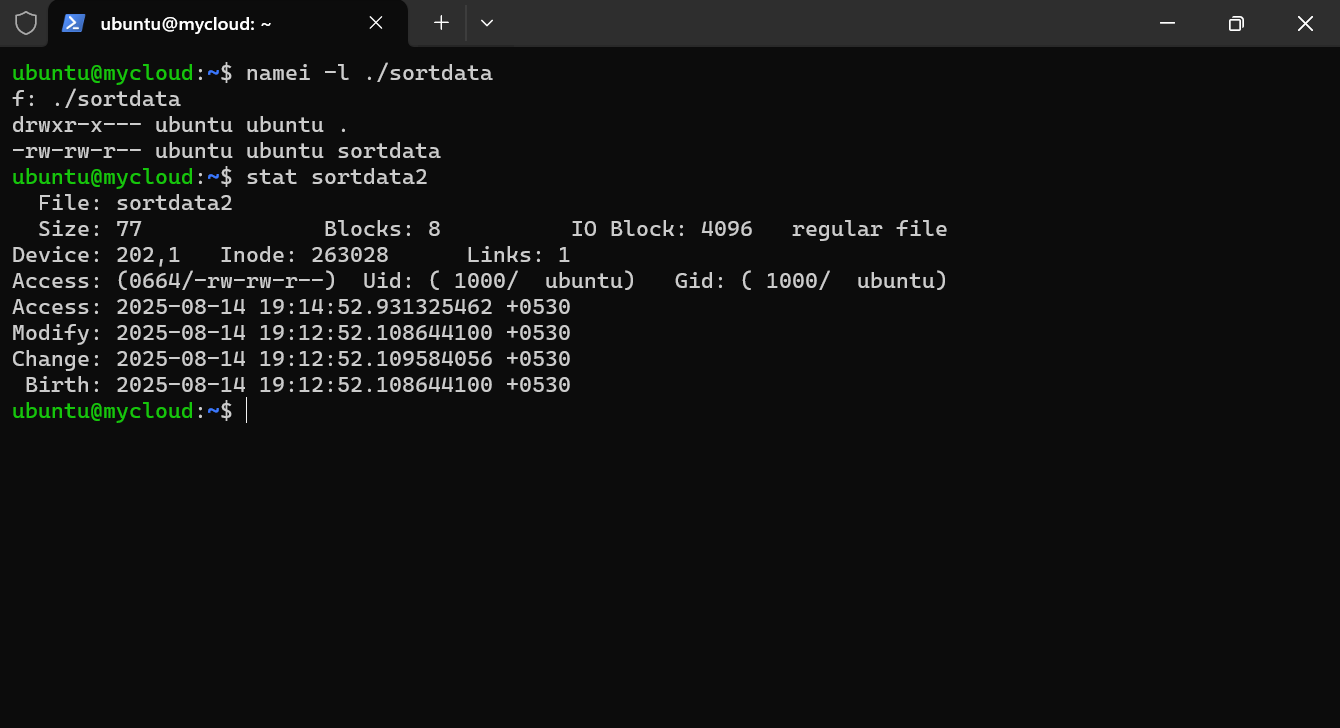 ubuntu@mycloud: ~
ubuntu@mycloud:~$ namei -l ./sortdata
f: ./sortdata
drwxr-x--- ubuntu ubuntu .
-rw-rw-r-- ubuntu ubuntu sortdata
ubuntu@mycloud:~$ stat sortdata2
  File: sortdata2
  Size: 77              Blocks: 8          IO Block: 4096   regular file
Device: 202,1   Inode: 263028      Links: 1
Access: (0664/-rw-rw-r--)  Uid: ( 1000/  ubuntu)   Gid: ( 1000/  ubuntu)
Access: 2025-08-14 19:14:52.931325462 +0530
Modify: 2025-08-14 19:12:52.108644100 +0530
Change: 2025-08-14 19:12:52.109584056 +0530
 Birth: 2025-08-14 19:12:52.108644100 +0530
ubuntu@mycloud:~$